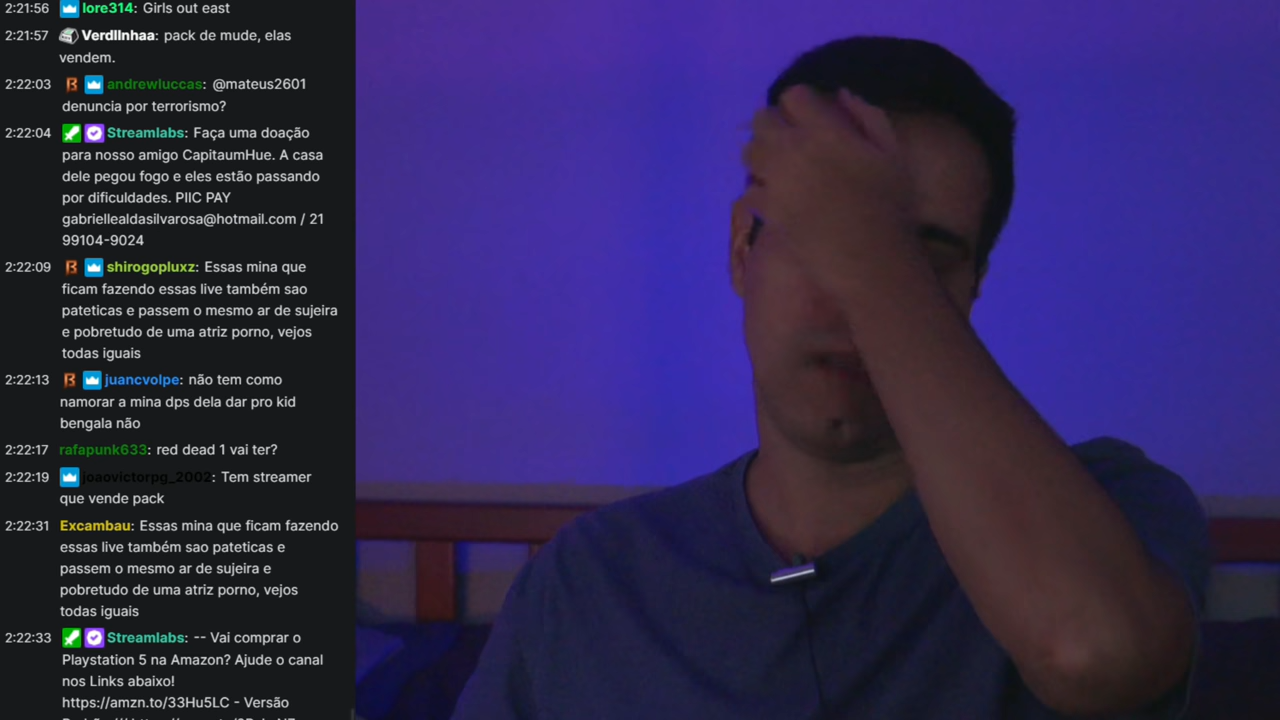 2:21:56 lore314: Girls out east
2:21:57 VerdlInhaa: pack de mude, elas
vendem.
2:22:03 andrewluccas: @mateus2601
denuncia por terrorismo?
2:22:04 Streamlabs: Faça uma doação
para nosso amigo CapitaumHue. A casa
dele pegou fogo e eles estão passando
por dificuldades. PIIC PAY
gabriellealdasilvarosa@hotmail.com / 21
99104-9024
2:22:09 shirogopluxz: Essas mina que
ficam fazendo essas live também sao
pateticas e passem o mesmo ar de sujeira
e pobretudo de uma atriz porno, vejos
todas iguais
2:22:13 juancvolpe: não tem como
namorar a mina dps dela dar pro kid
bengala não
2:22:17 rafapunk633: red dead 1 vai ter?
2:22:19 joaovictorpg_2002: Tem streamer
que vende pack
2:22:31 Excambau: Essas mina que ficam fazendo
essas live também sao pateticas e
passem o mesmo ar de sujeira e
pobretudo de uma atriz porno, vejos
todas iguais
2:22:33 Streamlabs: -- Vai comprar o
Playstation 5 na Amazon? Ajude o canal
nos Links abaixo!
https://amzn.to/33Hu5LC - Versão